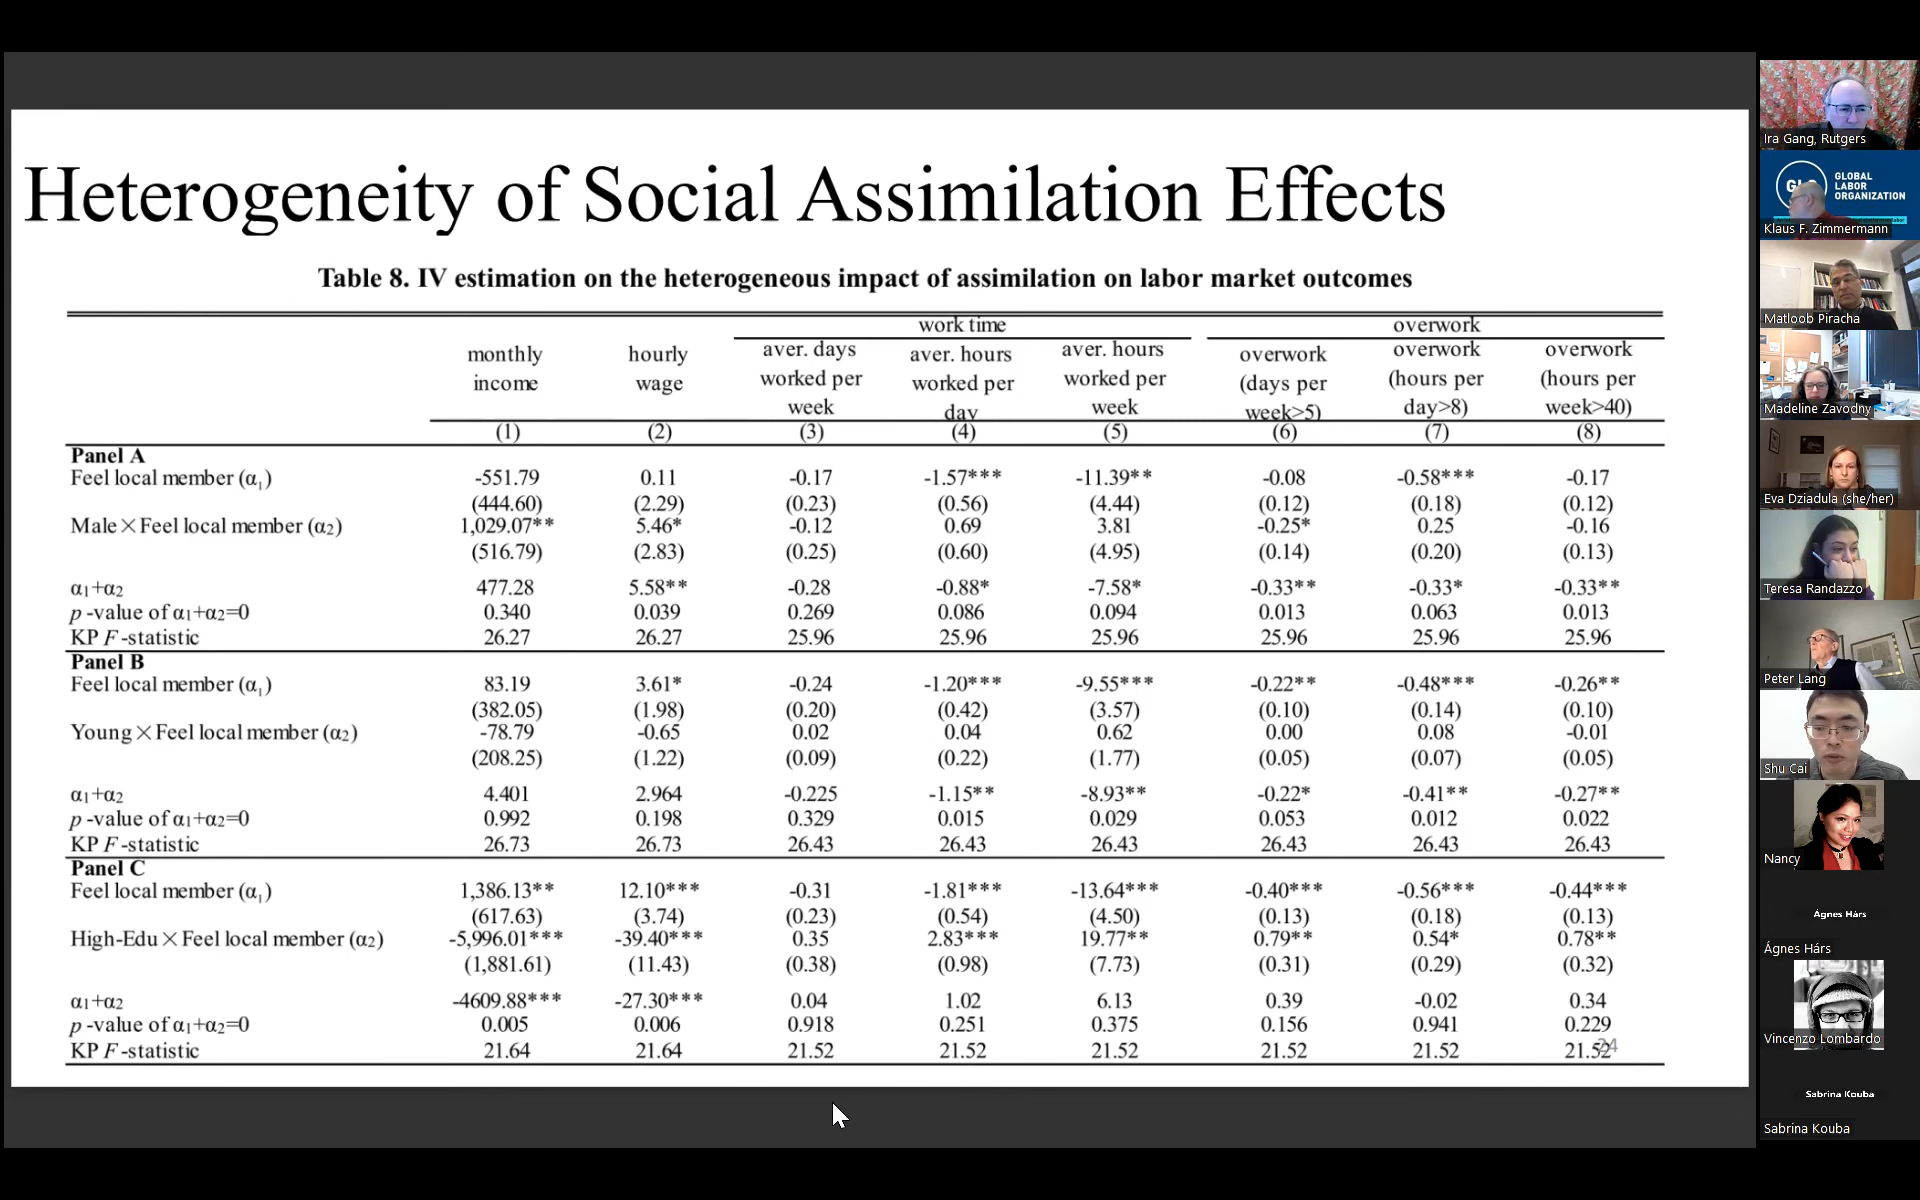 Heterogeneity of Social Assimilation Effects
Table 8. IV estimation on the heterogeneous impact of assimilation on labor market outcomes
work time overwork
monthly income hourly wage aver. days worked per week aver. hours worked per day aver. hours worked per week overwork (days per week>5) overwork (hours per day>8) overwork (hours per week>40)
(1) (2) (3) (4) (5) (6) (7) (8)
Panel A
Feel local member (α₁) -551.79 0.11 -0.17 -1.57*** -11.39** -0.08 -0.58*** -0.17
(444.60) (2.29) (0.23) (0.56) (4.44) (0.12) (0.18) (0.12)
Male×Feel local member (α2) 1,029.07** 5.46* -0.12 0.69 3.81 -0.25* 0.25 -0.16
(516.79) (2.83) (0.25) (0.60) (4.95) (0.14) (0.20) (0.13)
α1+α2 477.28 5.58** -0.28 -0.88* -7.58* -0.33** -0.33* -0.33**
p-value of α1+α2=0 0.340 0.039 0.269 0.086 0.094 0.013 0.063 0.013
KP F-statistic 26.27 26.27 25.96 25.96 25.96 25.96 25.96 25.96
Panel B
Feel local member (α₁) 83.19 3.61* -0.24 -1.20*** -9.55*** -0.22** -0.48*** -0.26**
(382.05) (1.98) (0.20) (0.42) (3.57) (0.10) (0.14) (0.10)
Young×Feel local member (α2) -78.79 -0.65 0.02 0.04 0.62 0.00 0.08 -0.01
(208.25) (1.22) (0.09) (0.22) (1.77) (0.05) (0.07) (0.05)
α1+α2 4.401 2.964 -0.225 -1.15** -8.93** -0.22* -0.41** -0.27**
p-value of α1+α2=0 0.992 0.198 0.329 0.015 0.029 0.053 0.012 0.022
KP F-statistic 26.73 26.73 26.43 26.43 26.43 26.43 26.43 26.43
Panel C
Feel local member (α₁) 1,386.13** 12.10*** -0.31 -1.81*** -13.64*** -0.40*** -0.56*** -0.44***
(617.63) (3.74) (0.23) (0.54) (4.50) (0.13) (0.18) (0.13)
High-Edu×Feel local member (α2) -5,996.01*** -39.40*** 0.35 2.83*** 19.77** 0.79** 0.54* 0.78**
(1,881.61) (11.43) (0.38) (0.98) (7.73) (0.31) (0.29) (0.32)
α1+α2 -4609.88*** -27.30*** 0.04 1.02 6.13 0.39 -0.02 0.34
p-value of α1+α2=0 0.005 0.006 0.918 0.251 0.375 0.156 0.941 0.229
KP F-statistic 21.64 21.64 21.52 21.52 21.52 21.52 21.52 21.52
24
Ira Gang, Rutgers
GLOBAL
LABOR
ORGANIZATION
Klaus F. Zimmermann
Matloob Piracha
Madeline Zavodny
Eva Dziadula (she/her)
Teresa Randazzo
Peter Lang
Shu Cai
Nancy
Ágnes Hárs
Ágnes Hárs
Vincenzo Lombardo
Sabrina Kouba
Sabrina Kouba